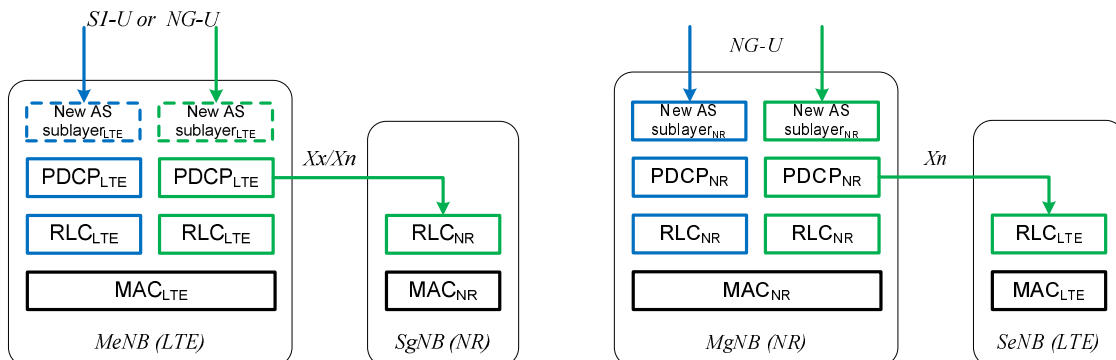 S1-U or NG-U
New AS
sublayerLTE
New AS
sublayerLTE
PDCPLTE
PDCPLTE
Xx/Xn
RLCLTE
RLCLTE
RLCNR
MACLTE
MACNR
MeNB (LTE)
SgNB (NR)
NG-U
New AS
sublayerNR
New AS
sublayerNR
PDCPNR
PDCPNR
Xn
RLCNR
RLCNR
RLCLTE
MACNR
MACLTE
MgNB (NR)
SeNB (LTE)